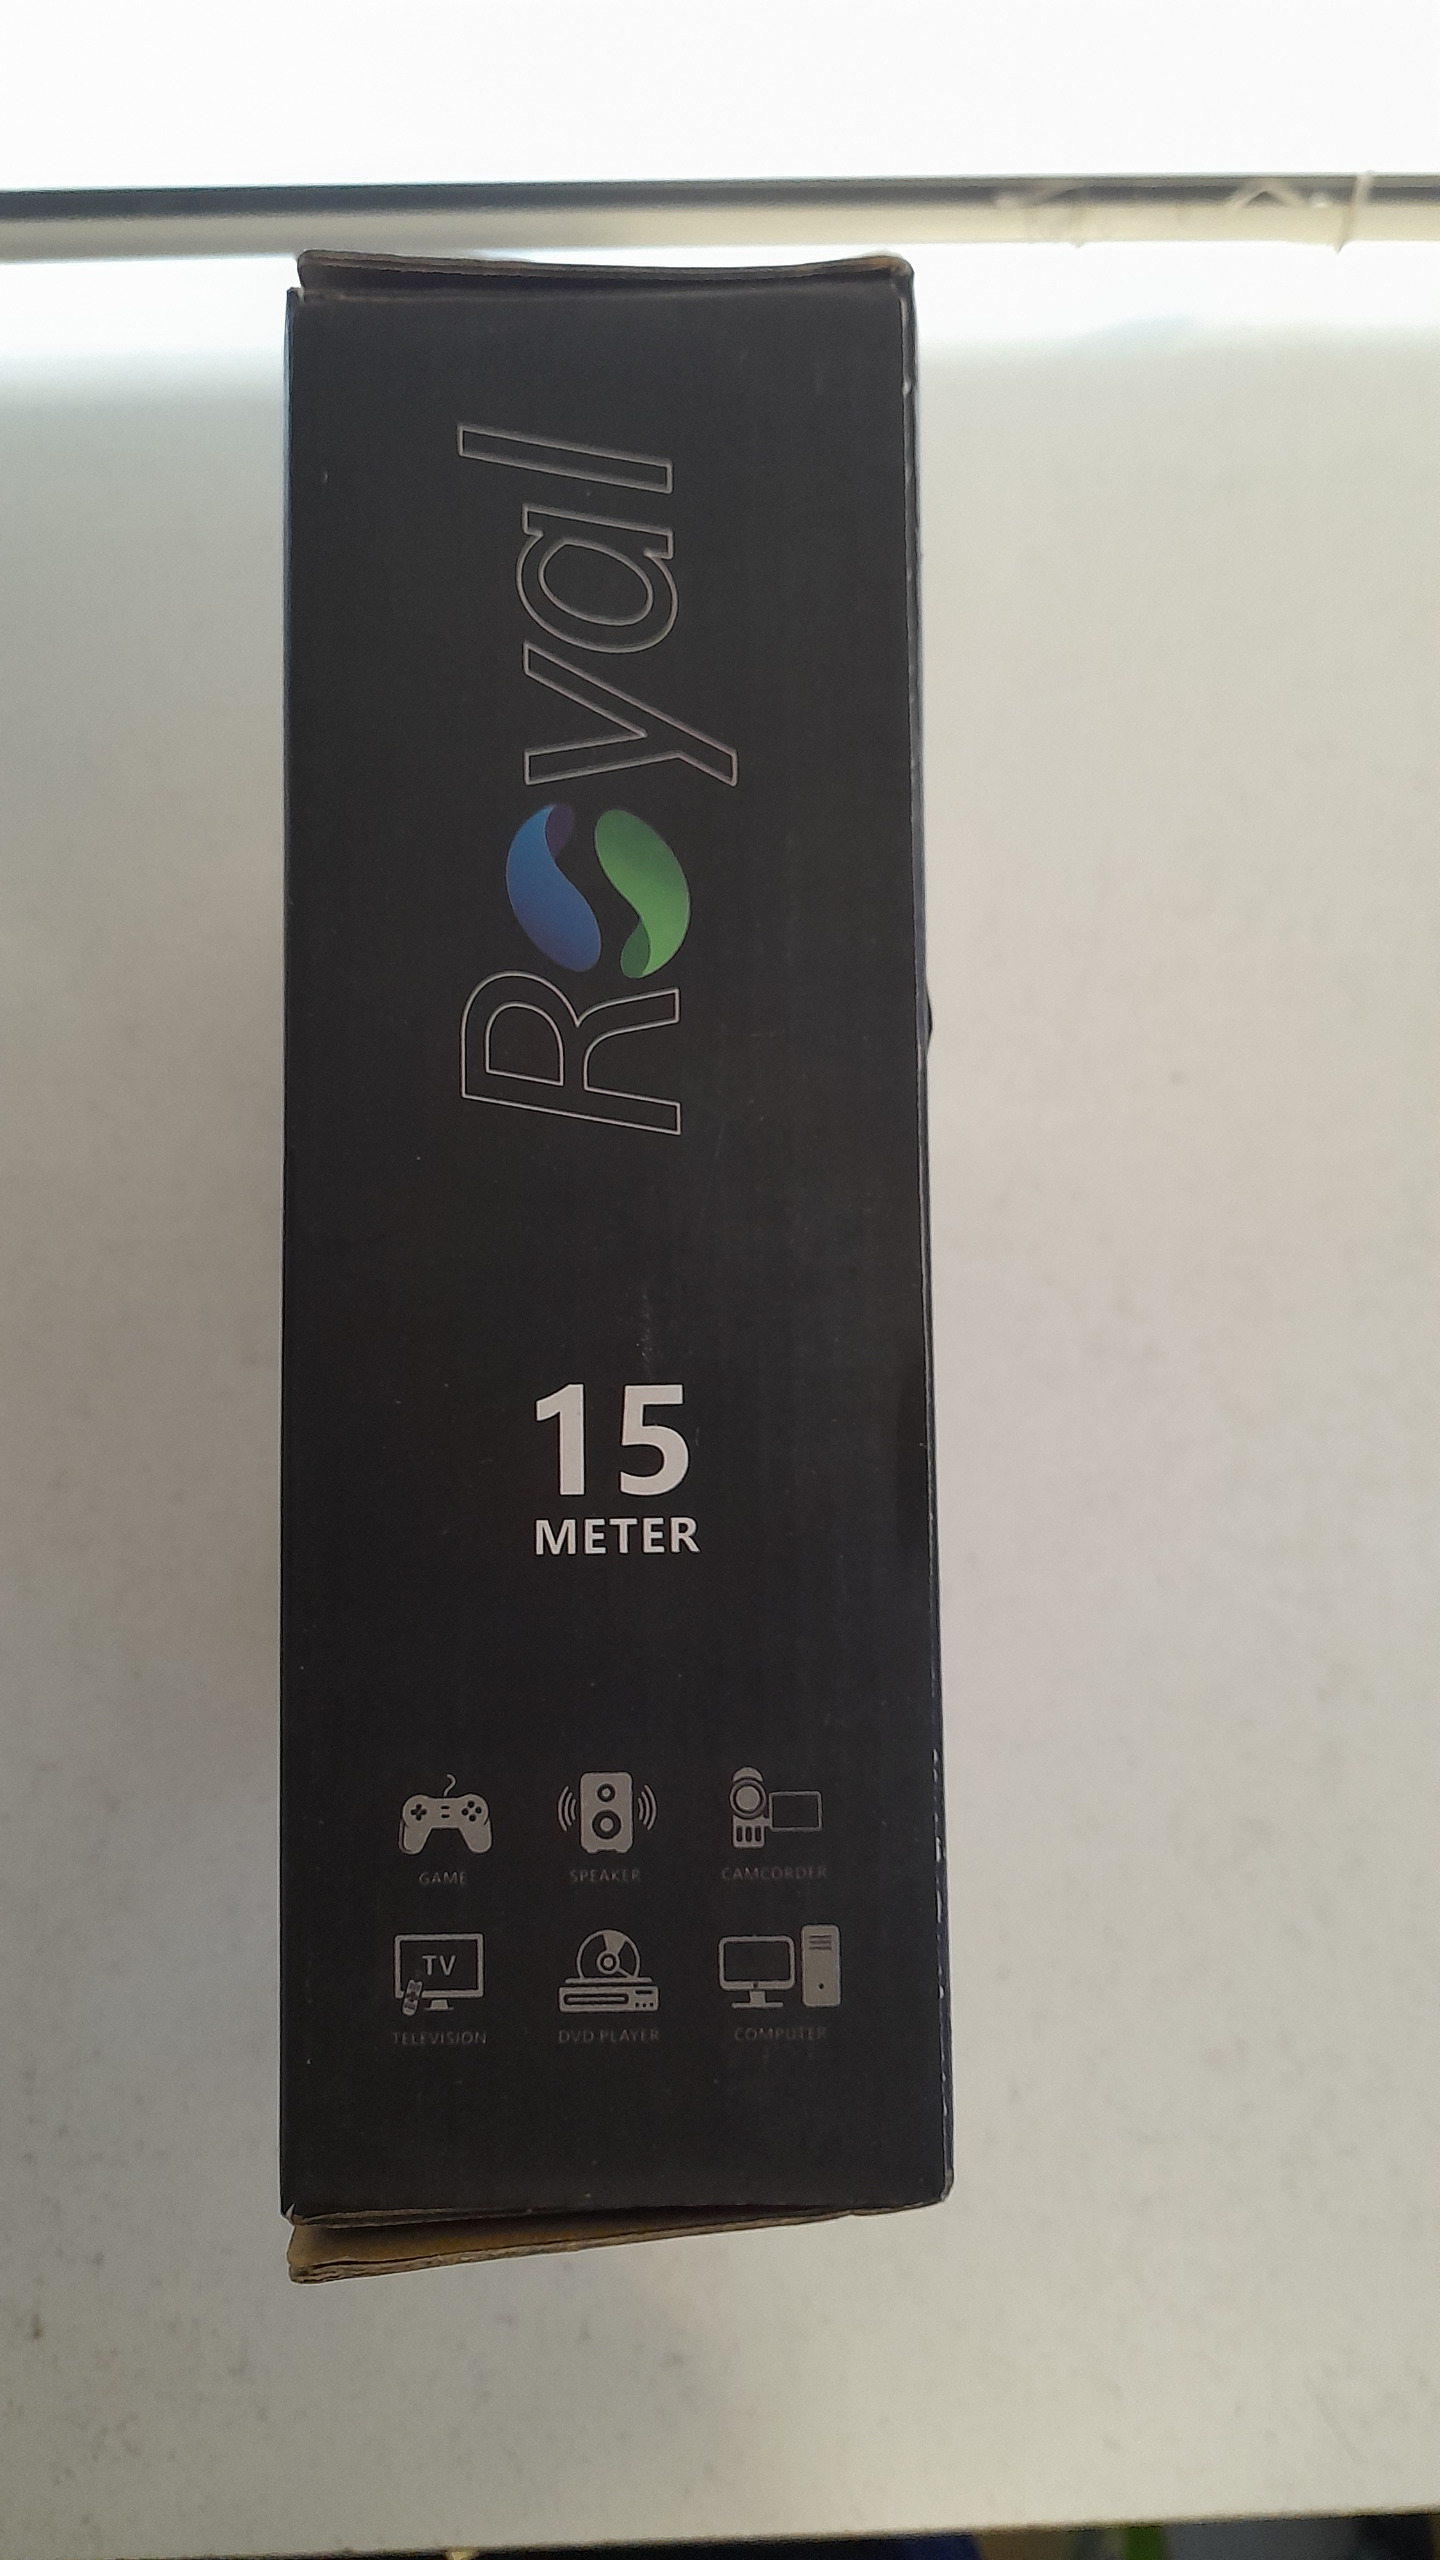 Royal
15
METER
GAME
SPEAKER
CAMCORDER
TV
TELEVISION
DVD PLAYER
COMPUTER